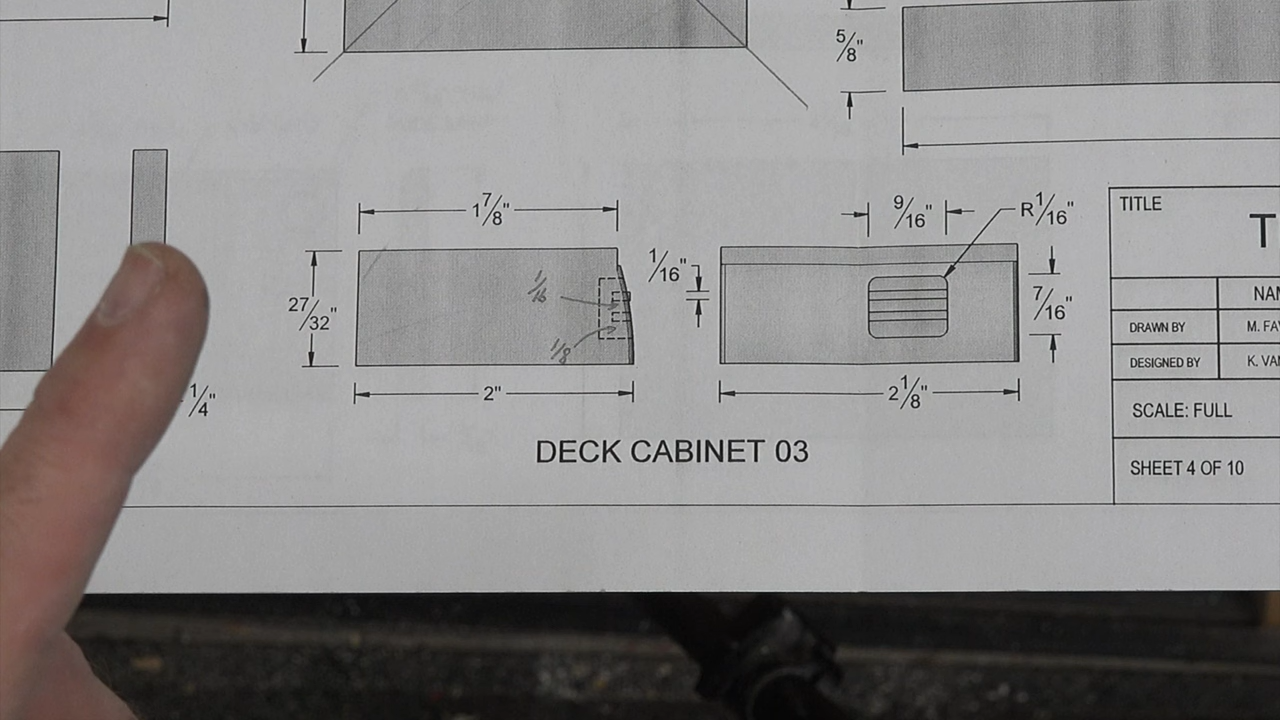 5/8"
1 7/8"
9/16"
R 1/16"
TITLE
T
1/16"
1/16
27/32"
7/16"
NAM
DRAWN BY
M. FAV
1/8
DESIGNED BY
K. VAN
1/4"
2"
2 1/8"
SCALE: FULL
DECK CABINET 03
SHEET 4 OF 10